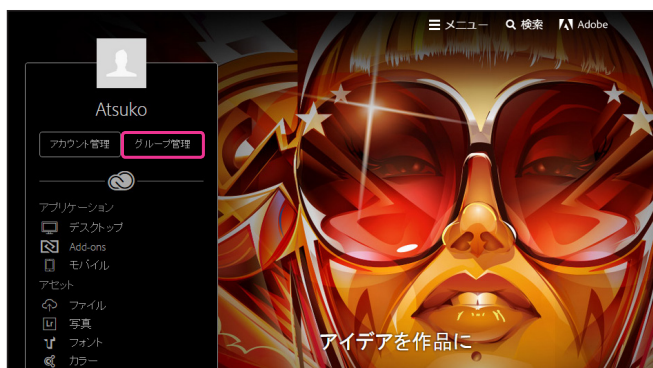 メニュー 検索 Adobe
Atsuko
アカウント管理 グループ管理
アプリケーション
デスクトップ
Add-ons
モバイル
アセット
ファイル
Lr 写真
フォント
カラー
アイデアを作品に